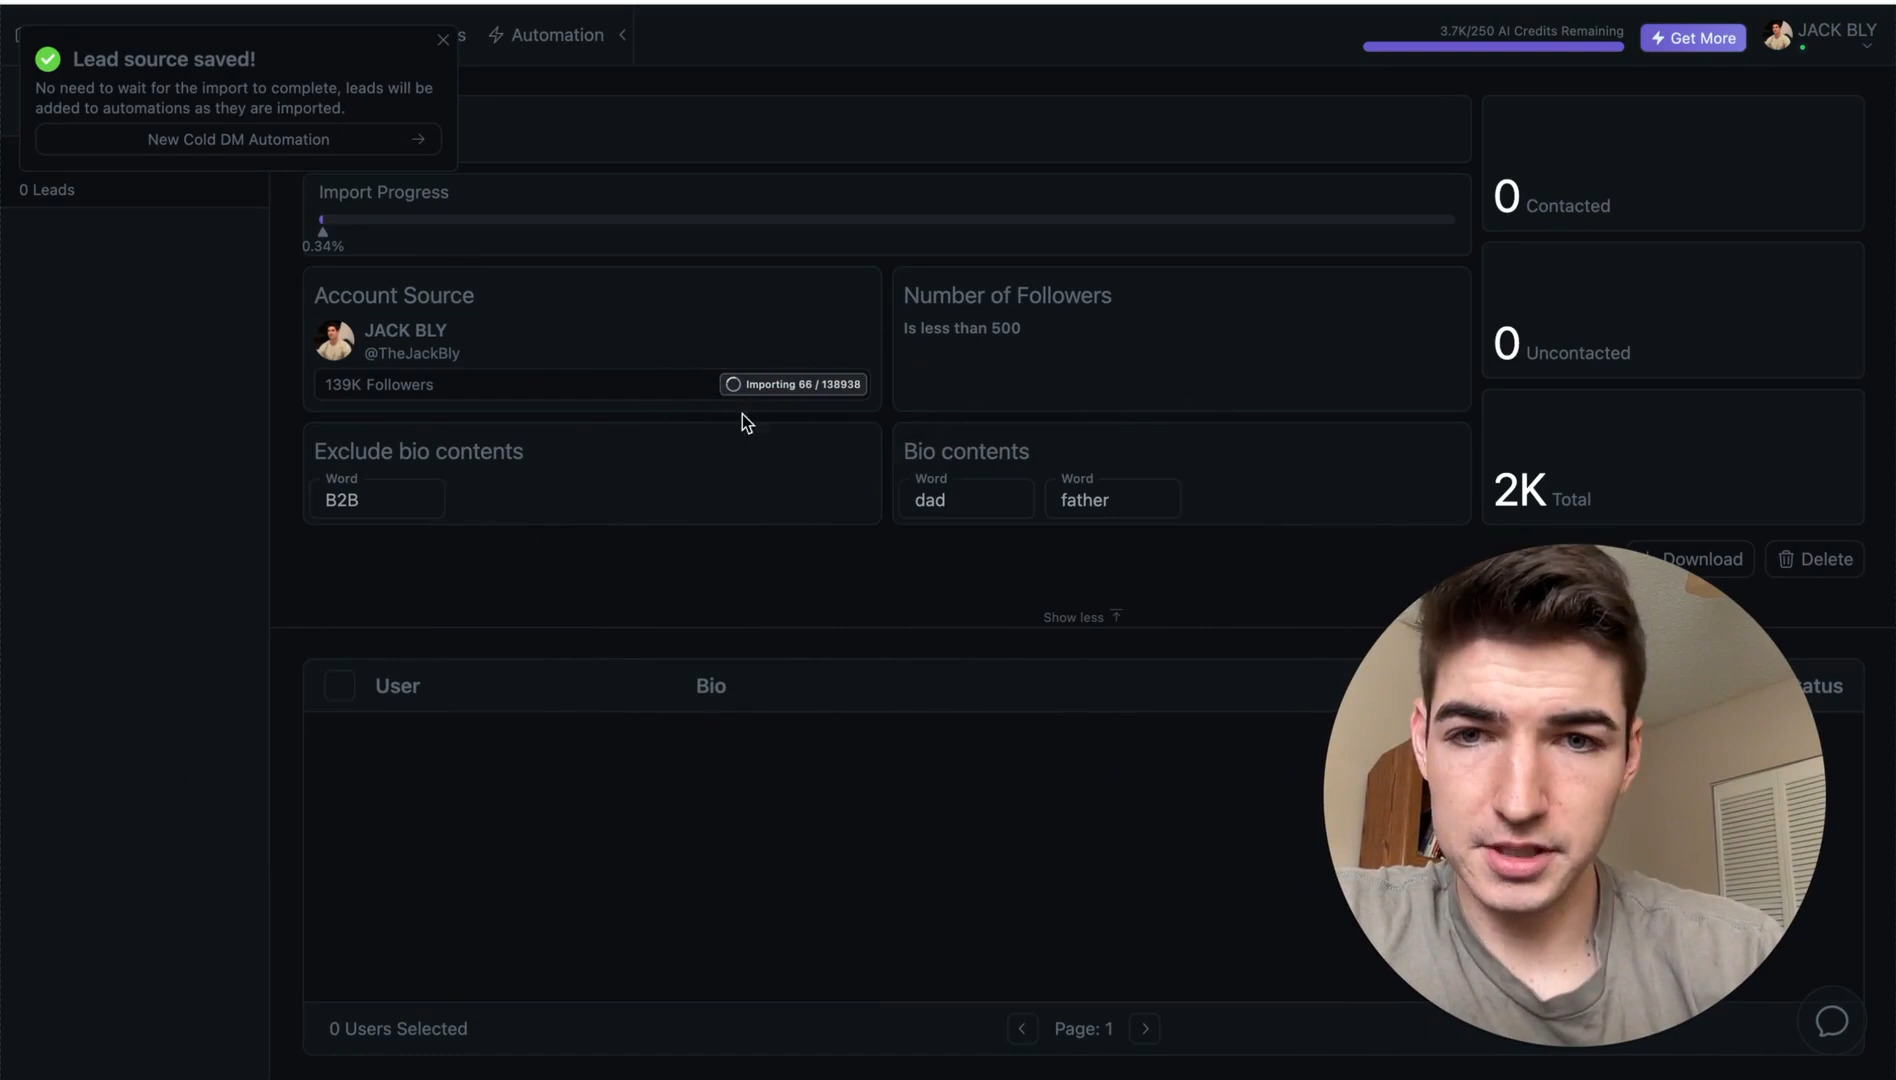 s
Automation
3.7K/250 AI Credits Remaining
Get More
JACK BLY
Lead source saved!
No need to wait for the import to complete, leads will be
added to automations as they are imported.
New Cold DM Automation
0 Leads
Import Progress
0.34%
Account Source
JACK BLY
@TheJackBly
139K Followers
Importing 66 / 138938
Number of Followers
Is less than 500
Exclude bio contents
Word
B2B
Bio contents
Word
dad
Word
father
0 Contacted
0 Uncontacted
2K Total
Download
Delete
Show less
User
Bio
atus
0 Users Selected
Page: 1